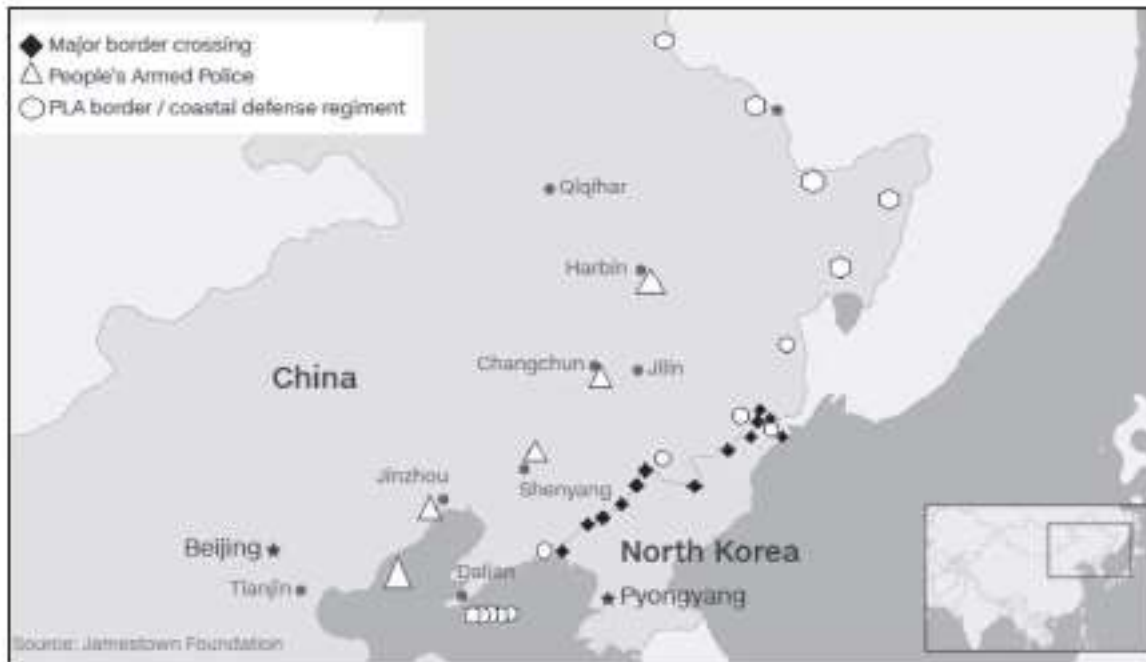 Major border crossing
People's Armed Police
PLA border / coastal defense regiment
Qiqihar
Harbin
Changchun
Jilin
China
Jinzhou
Shenyang
Beijing
North Korea
Dalian
Tianjin
Pyongyang
Source: Jamestown Foundation